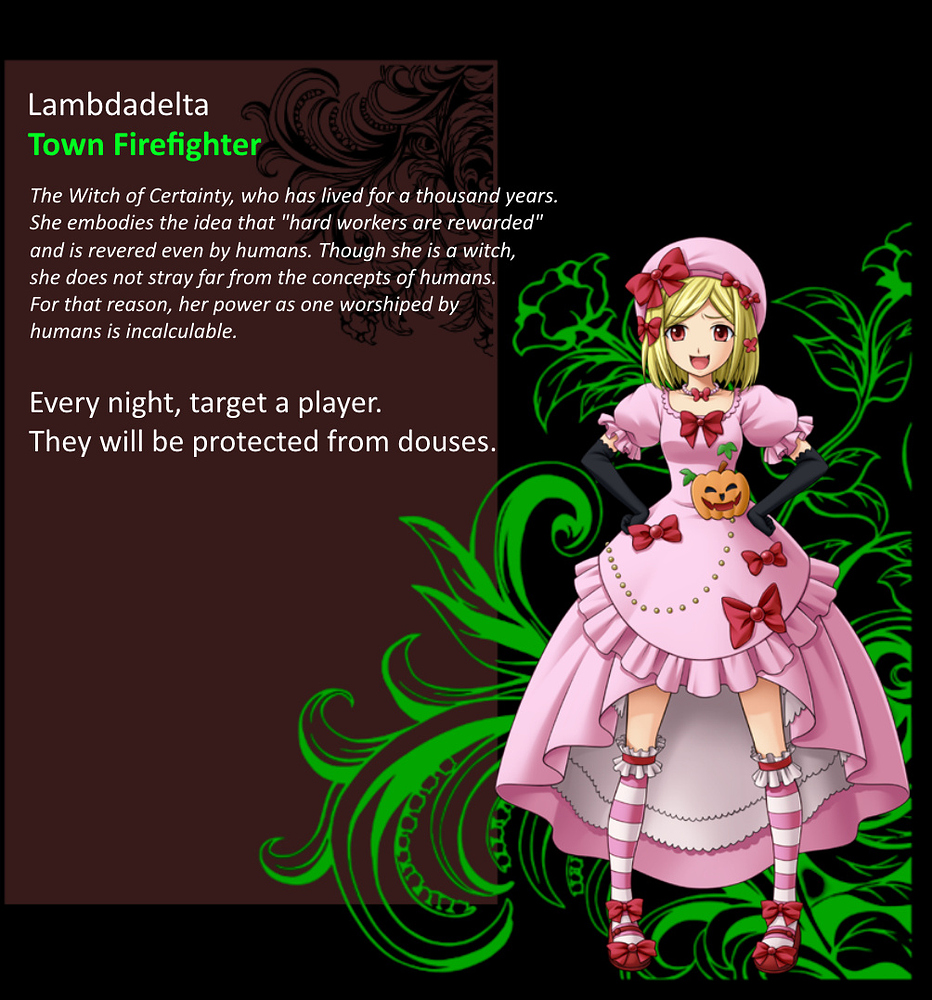 Lambdadelta
Town Firefighter
The Witch of Certainty, who has lived for a thousand years.
She embodies the idea that "hard workers are rewarded"
and is revered even by humans. Though she is a witch,
she does not stray far from the concepts of humans.
For that reason, her power as one worshiped by
humans is incalculable.
Every night, target a player.
They will be protected from douses.